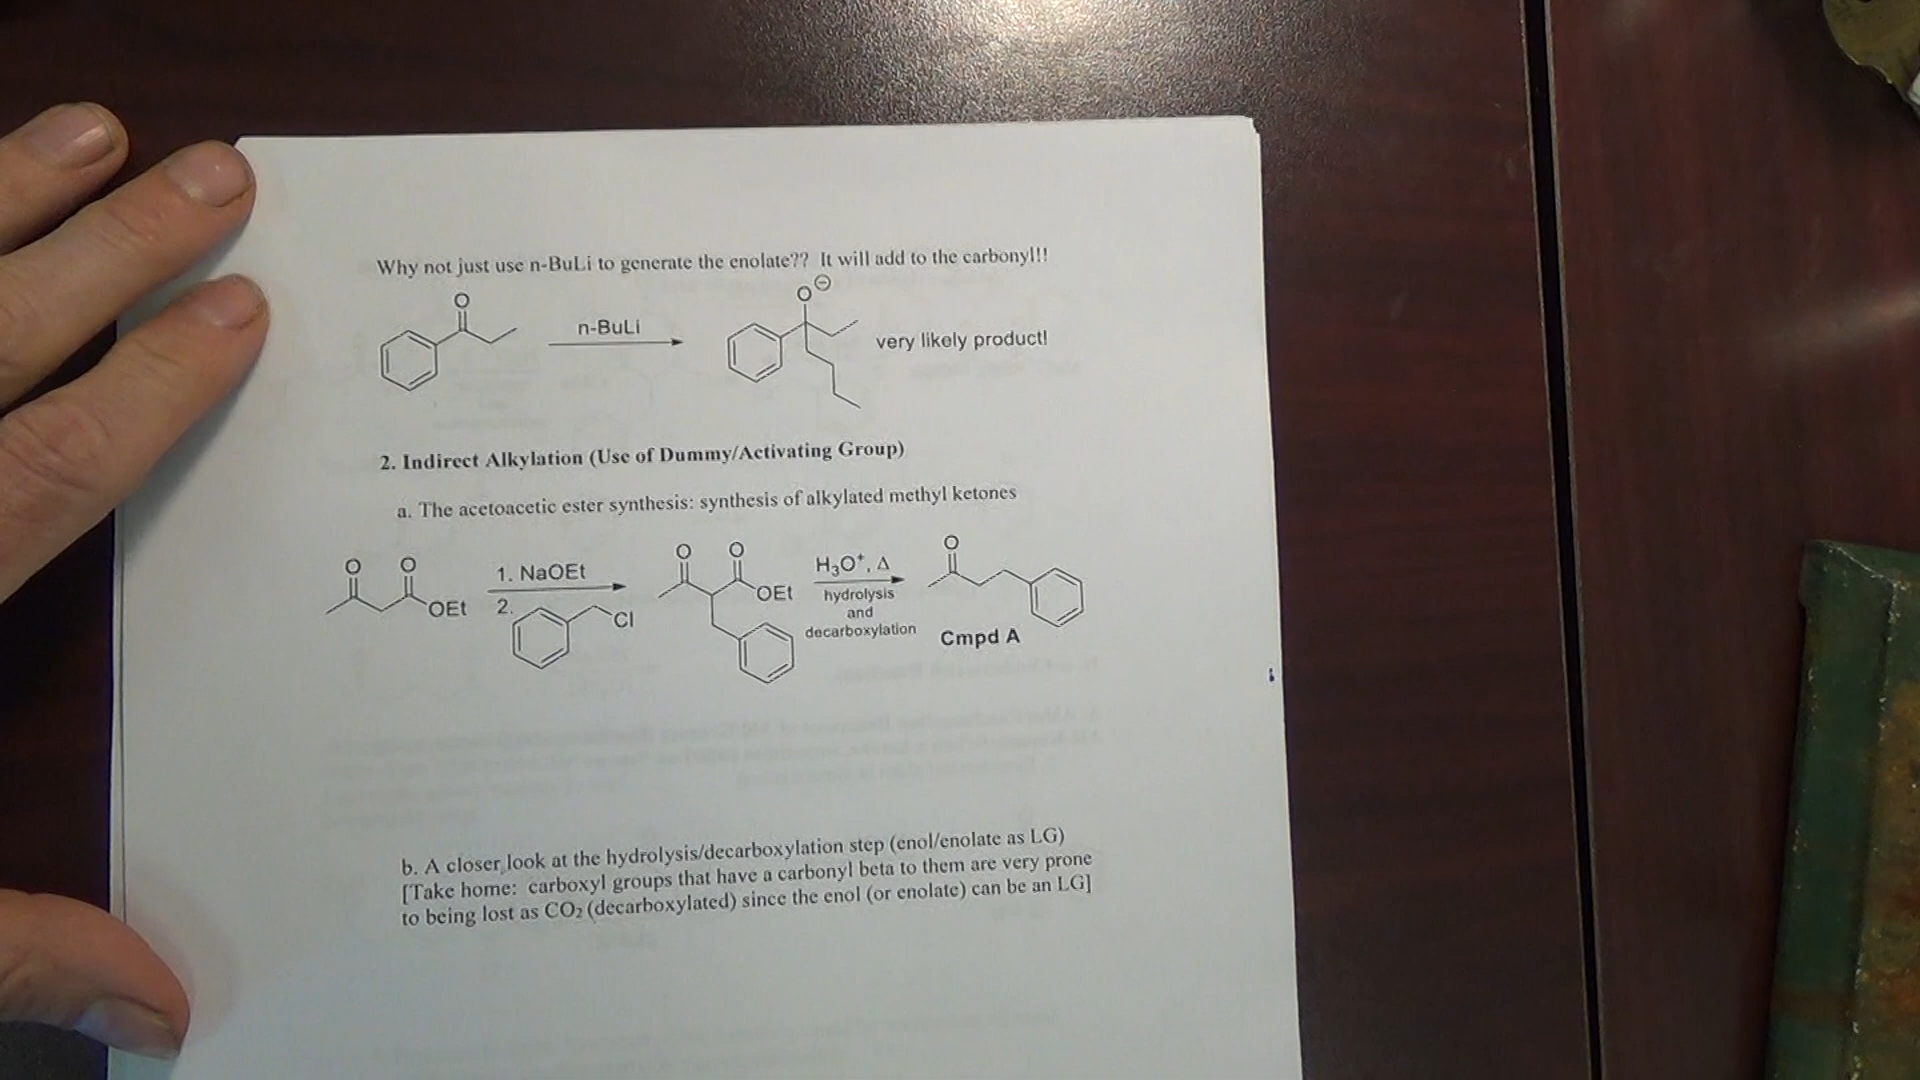 Why not just use n-BuLi to generate the enolate?? It will add to the carbonyl!!!
O
O⊖
n-BuLi
very likely product!
2. Indirect Alkylation (Use of Dummy/Activating Group)
a. The acetoacetic ester synthesis: synthesis of alkylated methyl ketones
O O
OEt
1. NaOEt
2.
Cl
O O
OEt
H₃O⁺, Δ
hydrolysis
and
decarboxylation
O
Cmpd A
b. A closer look at the hydrolysis/decarboxylation step (enol/enolate as LG)
[Take home: carboxyl groups that have a carbonyl beta to them are very prone
to being lost as CO₂ (decarboxylated) since the enol (or enolate) can be an LG]